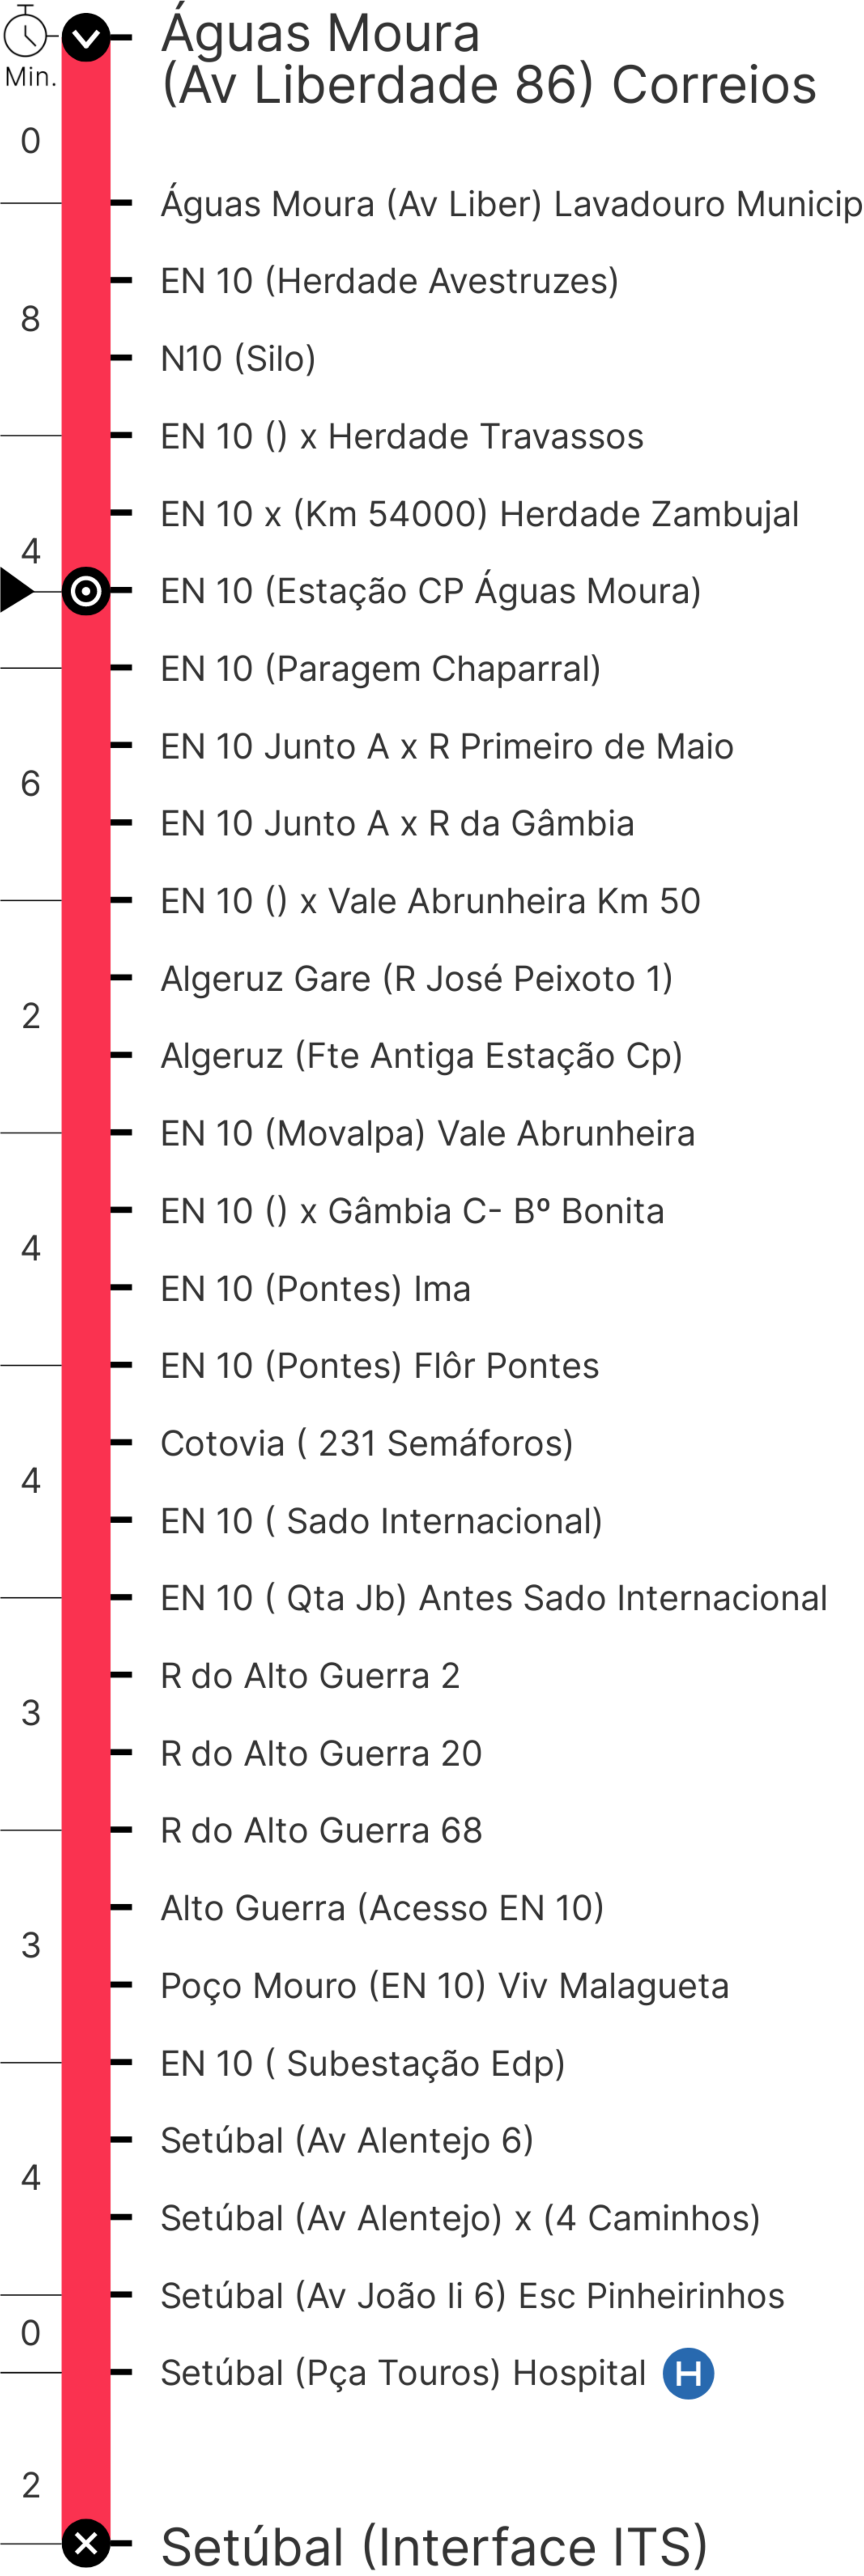 Águas Moura
(Av Liberdade 86) Correios
Min.
0
Águas Moura (Av Liber) Lavadouro Municip
EN 10 (Herdade Avestruzes)
8
N10 (Silo)
EN 10 () x Herdade Travassos
EN 10 x (Km 54000) Herdade Zambujal
4
EN 10 (Estação CP Águas Moura)
EN 10 (Paragem Chaparral)
EN 10 Junto A x R Primeiro de Maio
6
EN 10 Junto A x R da Gâmbia
EN 10 () x Vale Abrunheira Km 50
Algeruz Gare (R José Peixoto 1)
2
Algeruz (Fte Antiga Estação Cp)
EN 10 (Movalpa) Vale Abrunheira
EN 10 () x Gâmbia C- Bº Bonita
4
EN 10 (Pontes) Ima
EN 10 (Pontes) Flôr Pontes
Cotovia ( 231 Semáforos)
4
EN 10 ( Sado Internacional)
EN 10 ( Qta Jb) Antes Sado Internacional
R do Alto Guerra 2
3
R do Alto Guerra 20
R do Alto Guerra 68
Alto Guerra (Acesso EN 10)
3
Poço Mouro (EN 10) Viv Malagueta
EN 10 ( Subestação Edp)
Setúbal (Av Alentejo 6)
4
Setúbal (Av Alentejo) x (4 Caminhos)
Setúbal (Av João Ii 6) Esc Pinheirinhos
0
Setúbal (Pça Touros) Hospital H
2
Setúbal (Interface ITS)